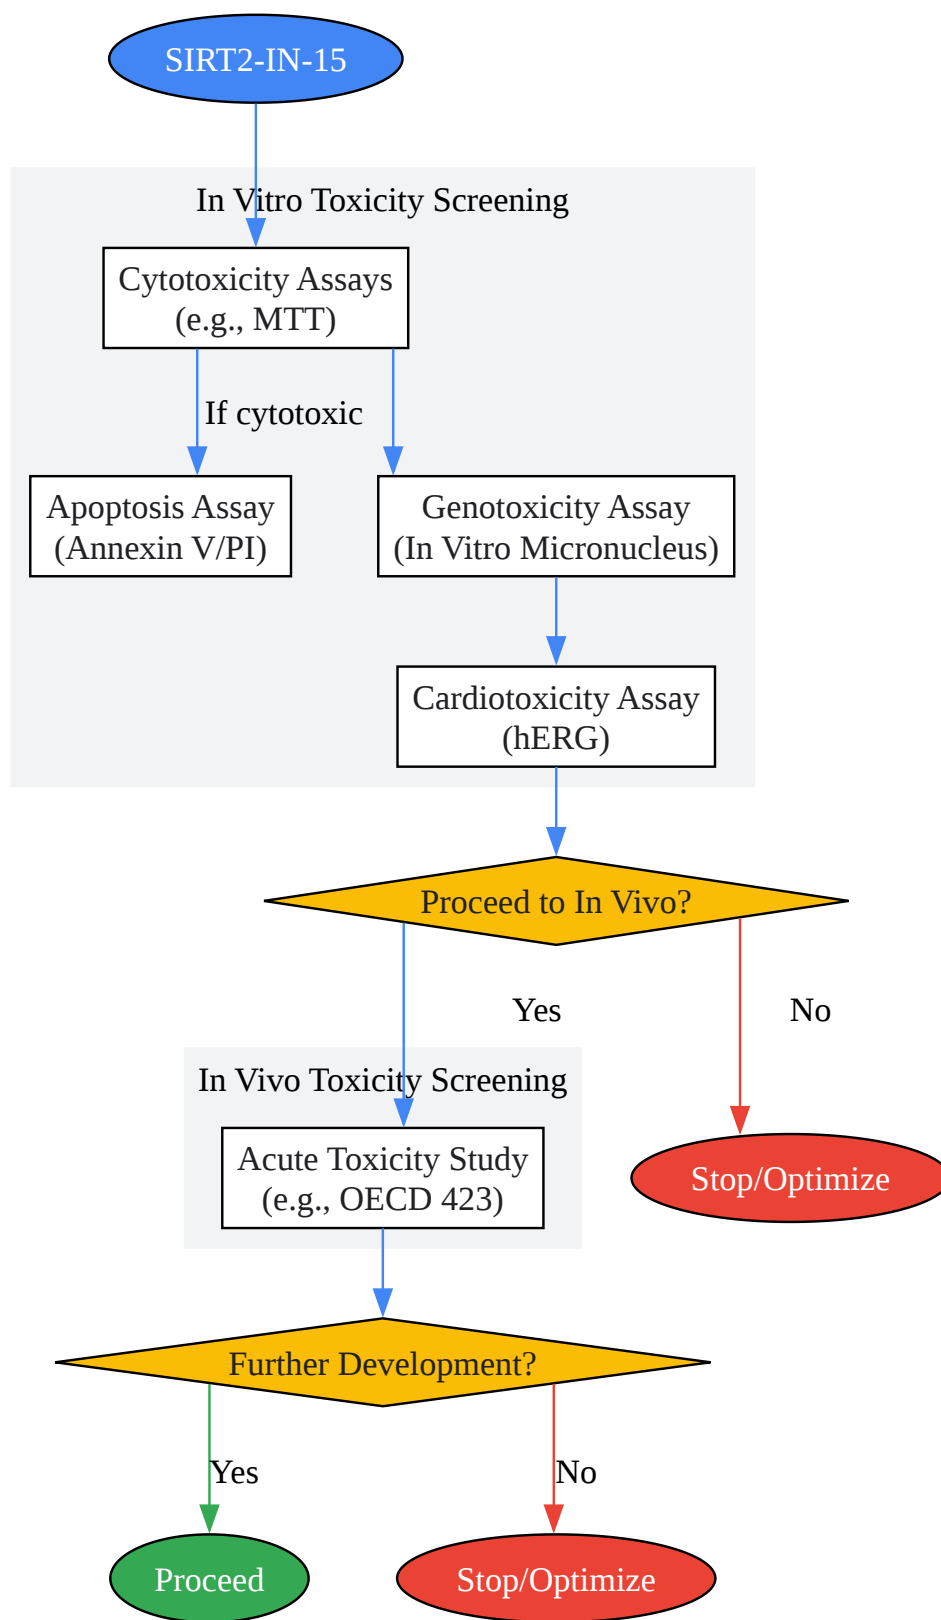 SIRT2-IN-15
In Vitro Toxicity Screening
Cytotoxicity Assays
(e.g., MTT)
If cytotoxic
Apoptosis Assay
(Annexin V/PI)
Genotoxicity Assay
(In Vitro Micronucleus)
Cardiotoxicity Assay
(hERG)
Proceed to In Vivo?
Yes
No
In Vivo Toxicity Screening
Acute Toxicity Study
(e.g., OECD 423)
Stop/Optimize
Further Development?
Yes
No
Proceed
Stop/Optimize